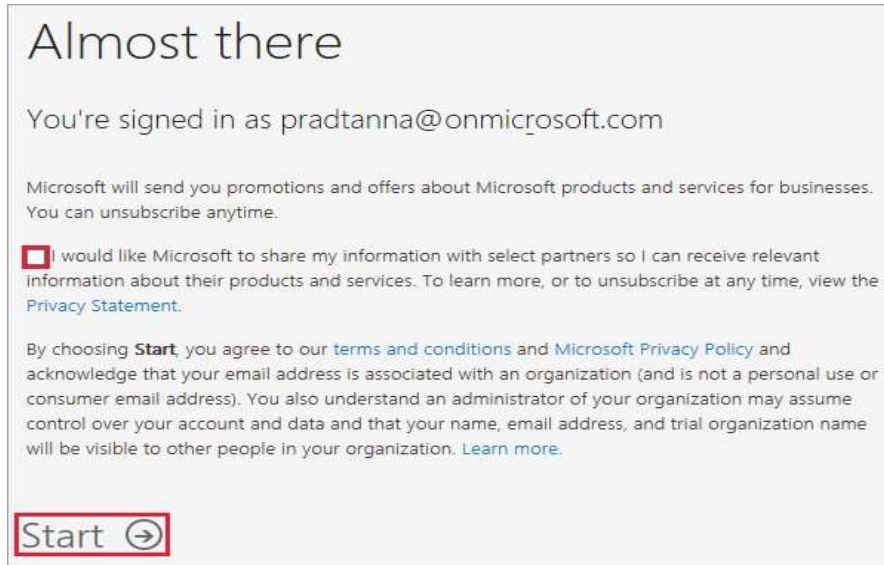 Almost there
You're signed in as pradtanna@onmicrosoft.com
Microsoft will send you promotions and offers about Microsoft products and services for businesses.
You can unsubscribe anytime.
I would like Microsoft to share my information with select partners so I can receive relevant
information about their products and services. To learn more, or to unsubscribe at any time, view the
Privacy Statement.
By choosing Start, you agree to our terms and conditions and Microsoft Privacy Policy and
acknowledge that your email address is associated with an organization (and is not a personal use or
consumer email address). You also understand an administrator of your organization may assume
control over your account and data and that your name, email address, and trial organization name
will be visible to other people in your organization. Learn more.
Start